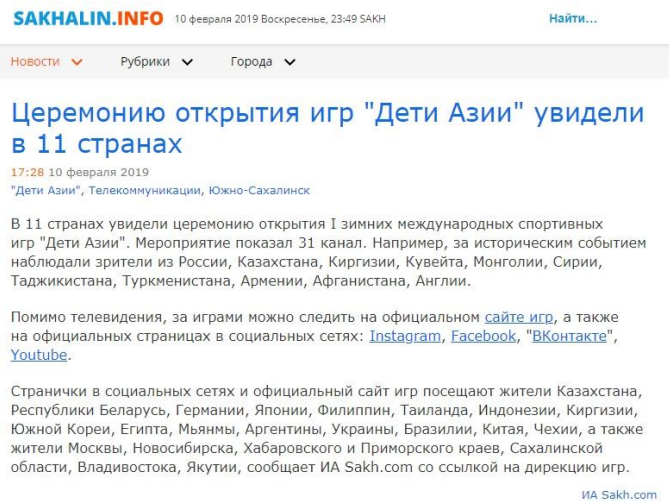 SAKHALIN.INFO 10 февраля 2019 Воскресенье, 23:49 SAKH Найти...
Новости Рубрики Города
Церемонию открытия игр "Дети Азии" увидели
в 11 странах
17:28 10 февраля 2019
"Дети Азии", Телекоммуникации, Южно-Сахалинск
В 11 странах увидели церемонию открытия I зимних международных спортивных
игр "Дети Азии". Мероприятие показал 31 канал. Например, за историческим событием
наблюдали зрители из России, Казахстана, Киргизии, Кувейта, Монголии, Сирии,
Таджикистана, Туркменистана, Армении, Афганистана, Англии.
Помимо телевидения, за играми можно следить на официальном сайте игр, а также
на официальных страницах в социальных сетях: Instagram, Facebook, "ВКонтакте",
Youtube.
Странички в социальных сетях и официальный сайт игр посещают жители Казахстана,
Республики Беларусь, Германии, Японии, Филиппин, Таиланда, Индонезии, Киргизии,
Южной Кореи, Египта, Мьянмы, Аргентины, Украины, Бразилии, Китая, Чехии, а также
жители Москвы, Новосибирска, Хабаровского и Приморского краев, Сахалинской
области, Владивостока, Якутии, сообщает ИА Sakh.com со ссылкой на дирекцию игр.
ИА Sakh.com